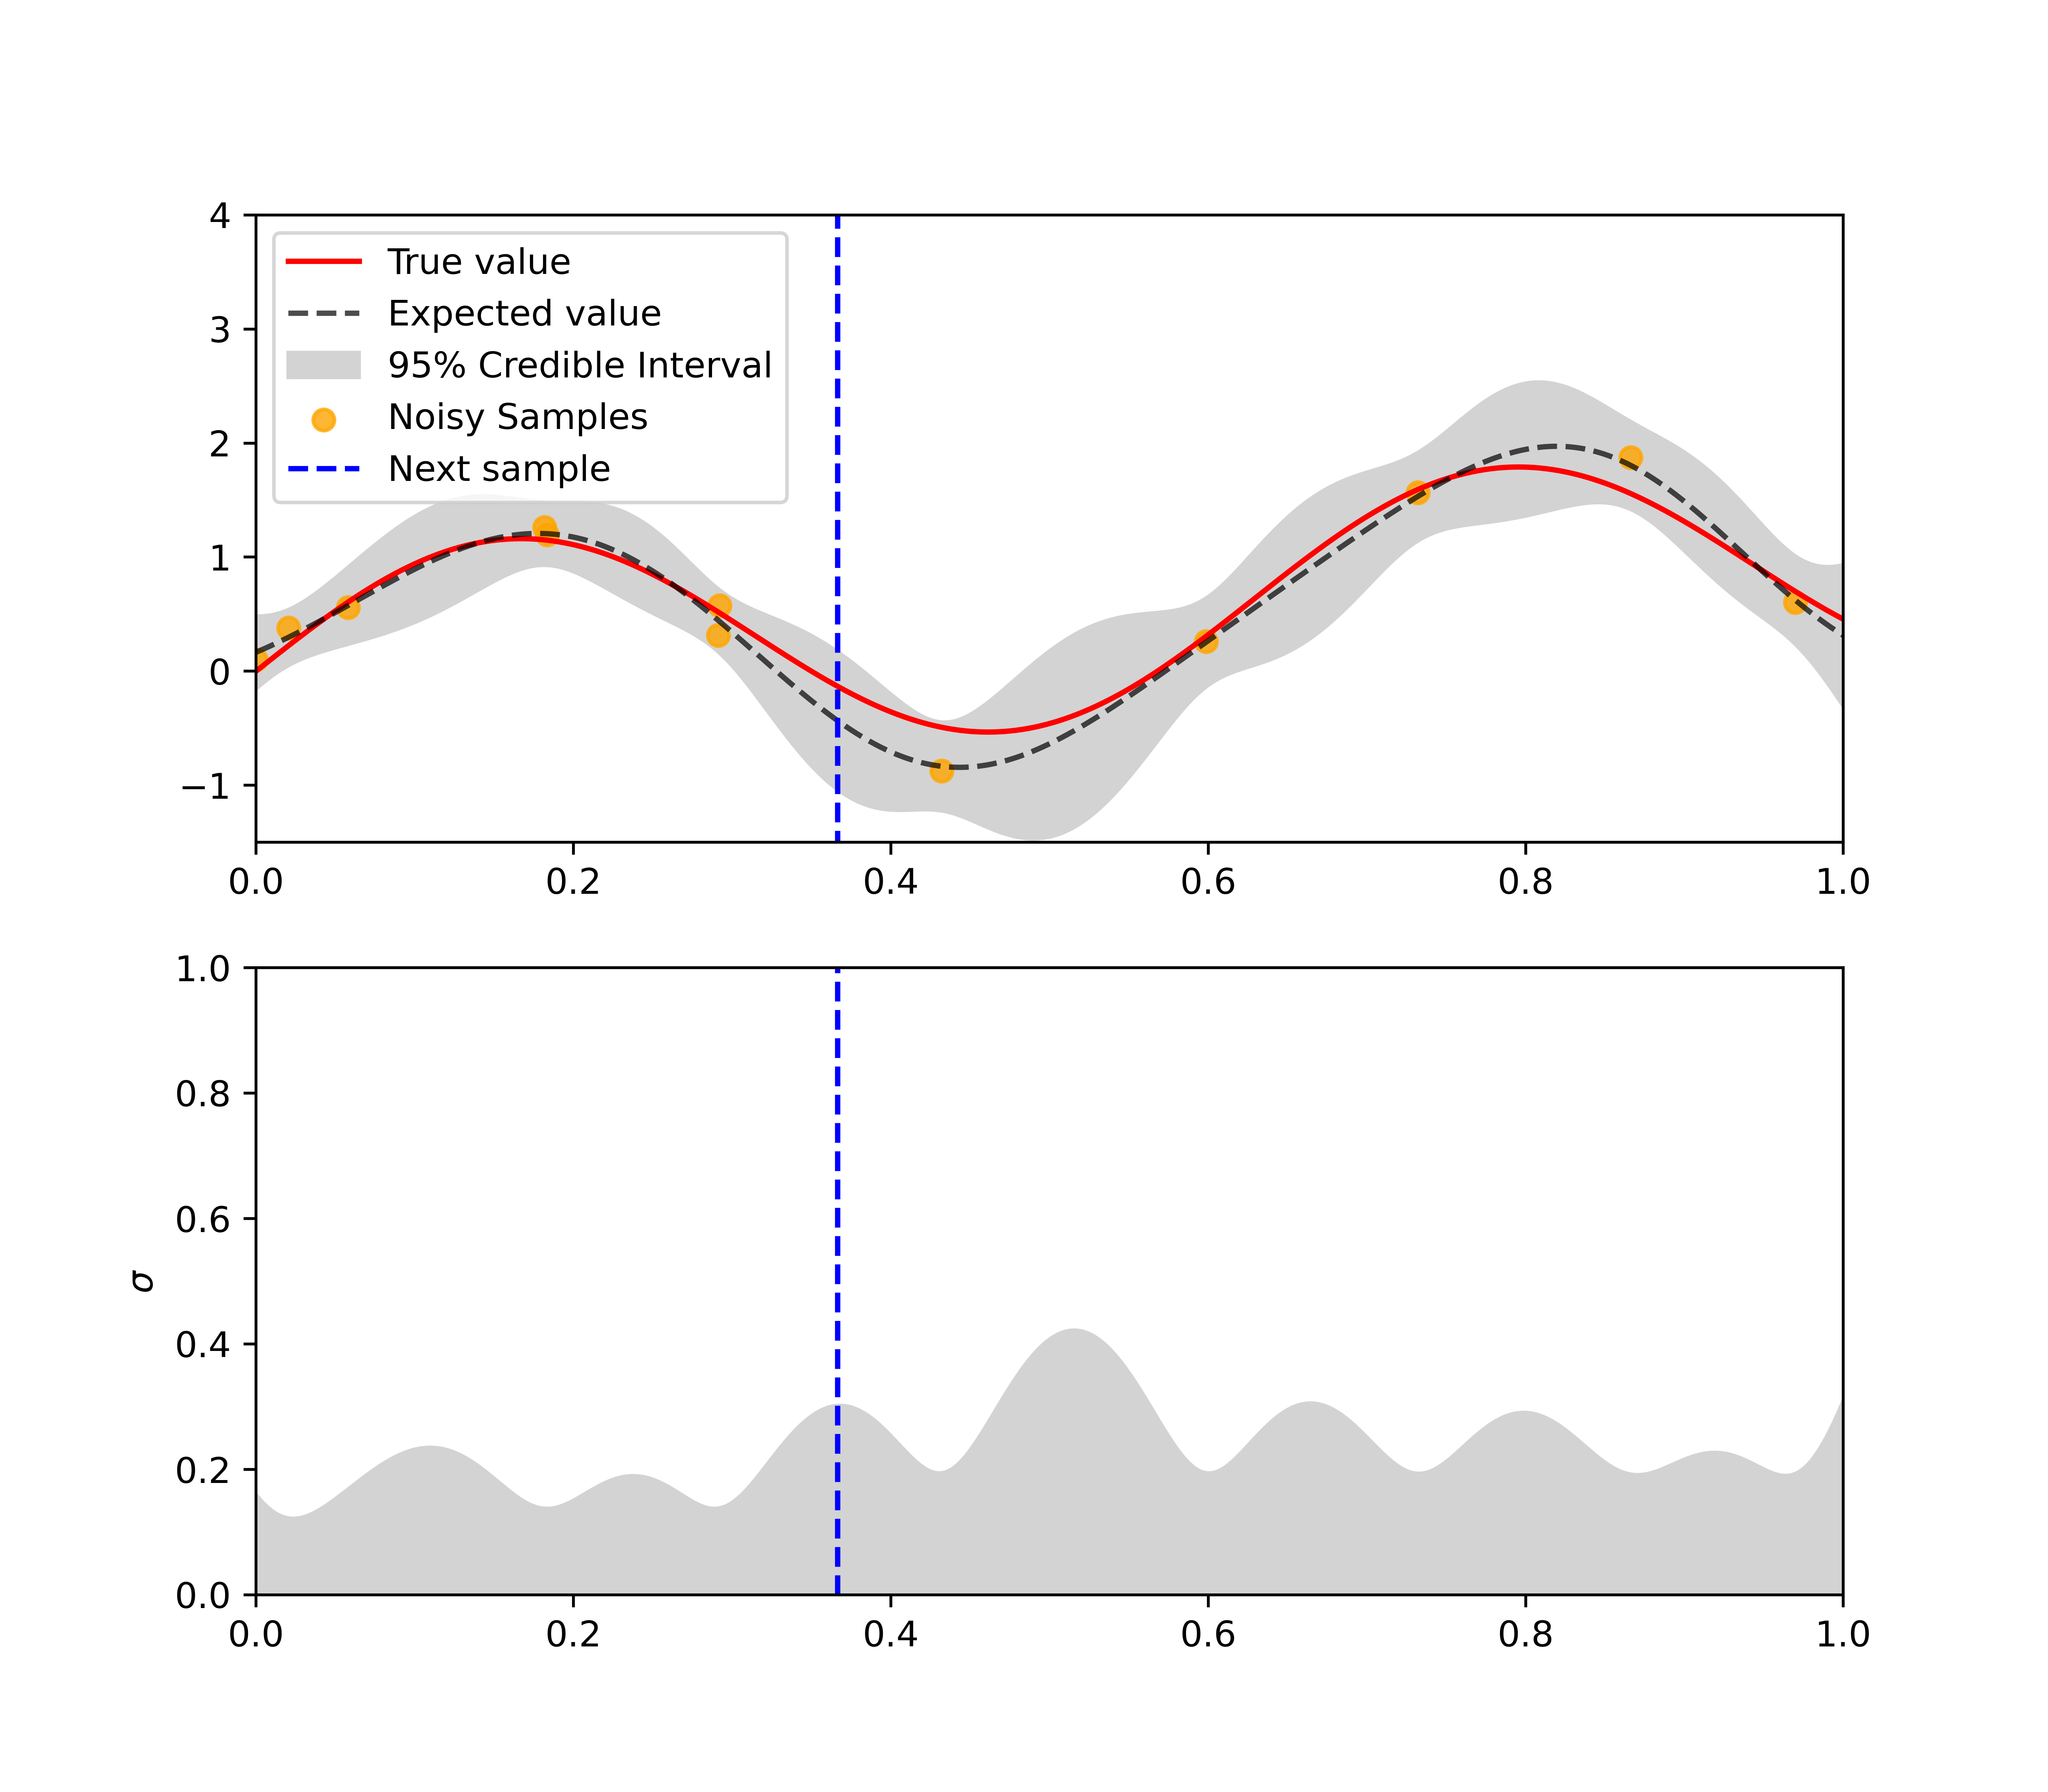 4
3
2
1
0
−1
True value
Expected value
95% Credible Interval
Noisy Samples
Next sample
0.0 0.2 0.4 0.6 0.8 1.0
1.0
0.8
0.6
0.4
0.2
0.0
σ
0.0 0.2 0.4 0.6 0.8 1.0